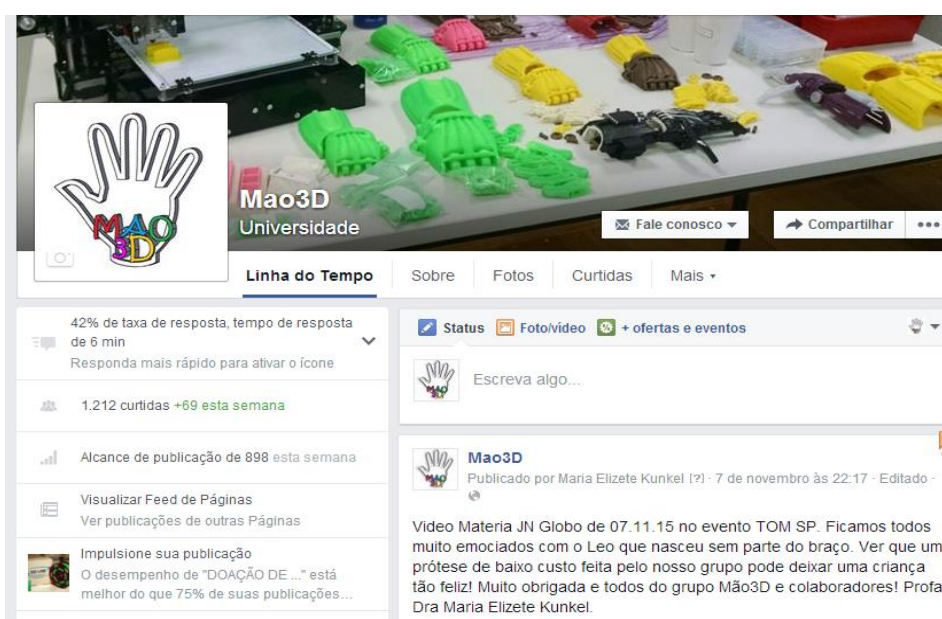 MAO
3D
Mao3D
Universidade
Fale conosco
Compartilhar
Linha do Tempo
Sobre
Fotos
Curtidas
Mais
42% de taxa de resposta, tempo de resposta
de 6 min
Responda mais rápido para ativar o ícone
1.212 curtidas +69 esta semana
Alcance de publicação de 898 esta semana
Visualizar Feed de Páginas
Ver publicações de outras Páginas
Impulsione sua publicação
O desempenho de "DOAÇÃO DE ..." está
melhor do que 75% de suas publicações...
Status Foto/vídeo + ofertas e eventos
Escreva algo...
Mao3D
Publicado por Maria Elizete Kunkel [?] · 7 de novembro às 22:17 · Editado ·
Video Materia JN Globo de 07.11.15 no evento TOM SP. Ficamos todos
muito emociados com o Leo que nasceu sem parte do braço. Ver que um
prótese de baixo custo feita pelo nosso grupo pode deixar uma criança
tão feliz! Muito obrigada e todos do grupo Mão3D e colaboradores! Profa
Dra Maria Elizete Kunkel.